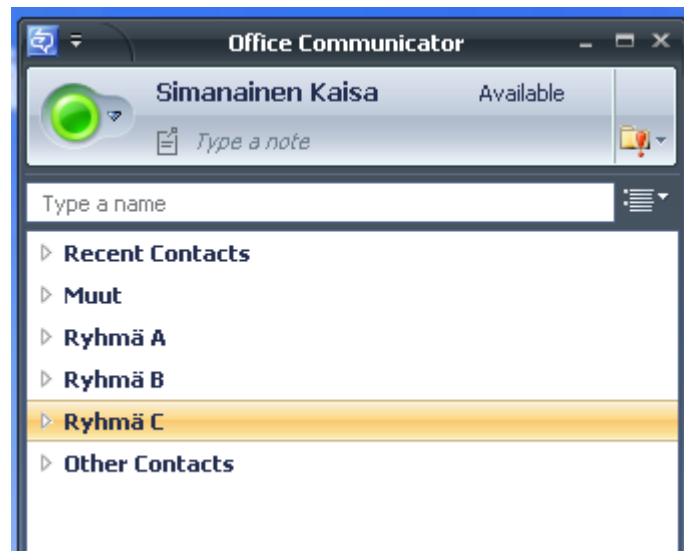 Office Communicator
Simanainen Kaisa Available
Type a note
Type a name
Recent Contacts
Muut
Ryhmä A
Ryhmä B
Ryhmä C
Other Contacts